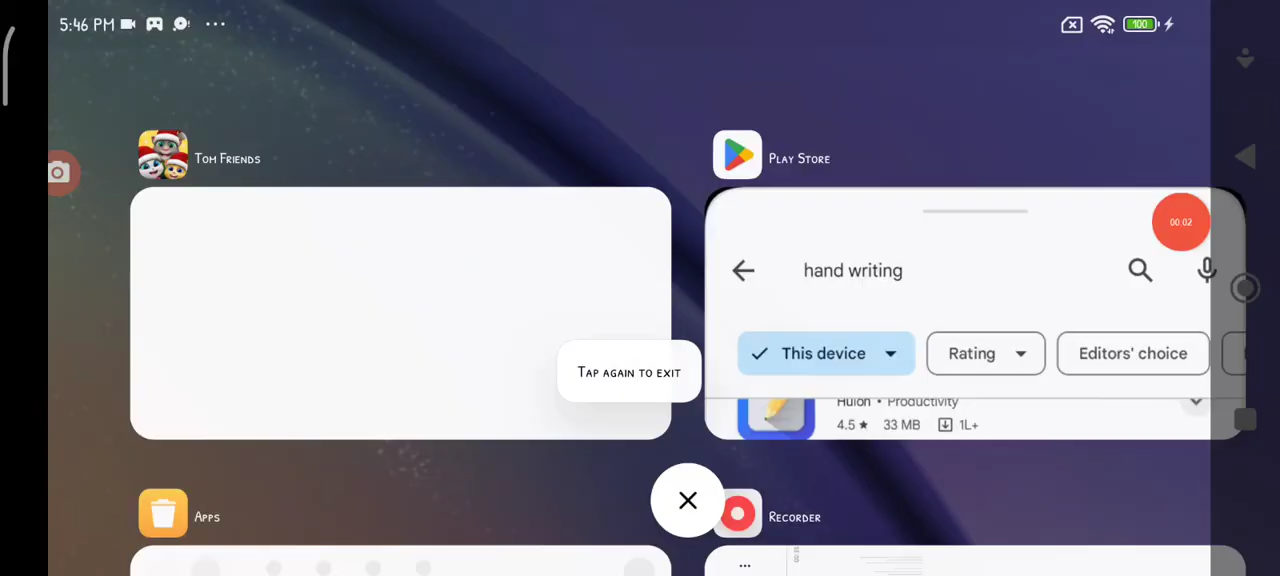 5:46 PM
100
Tom Friends
Play Store
00:02
hand writing
This device
Rating
Editors' choice
Tap again to exit
Huion • Productivity
4.5 ★ 33 MB 1L+
Apps
Recorder